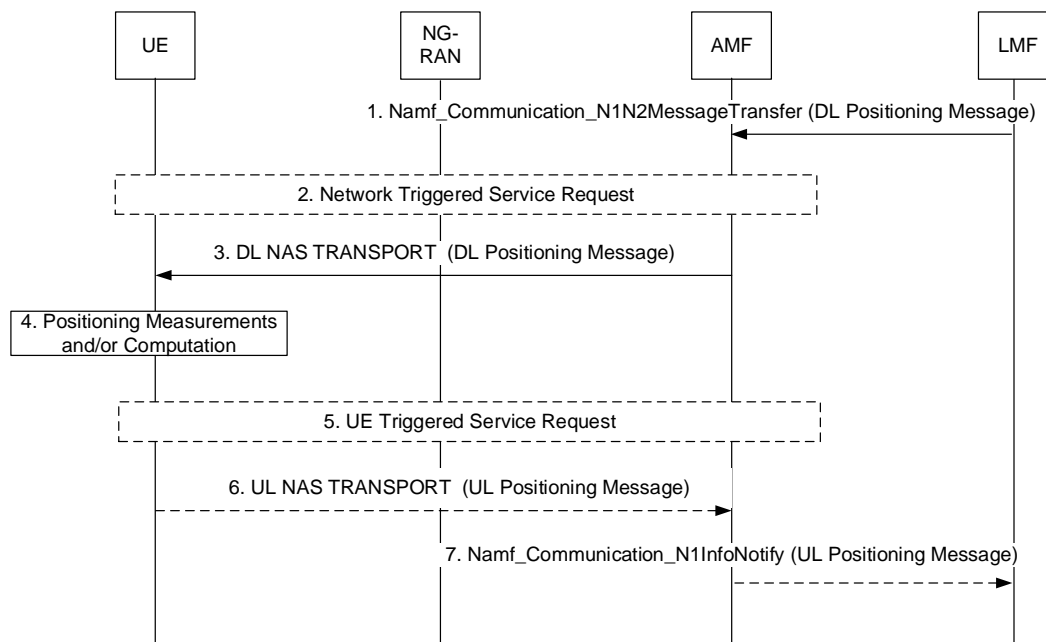 UE
NG-
RAN
AMF
LMF
1. Namf_Communication_N1N2MessageTransfer (DL Positioning Message)
2. Network Triggered Service Request
3. DL NAS TRANSPORT (DL Positioning Message)
4. Positioning Measurements
and/or Computation
5. UE Triggered Service Request
6. UL NAS TRANSPORT (UL Positioning Message)
7. Namf_Communication_N1InfoNotify (UL Positioning Message)